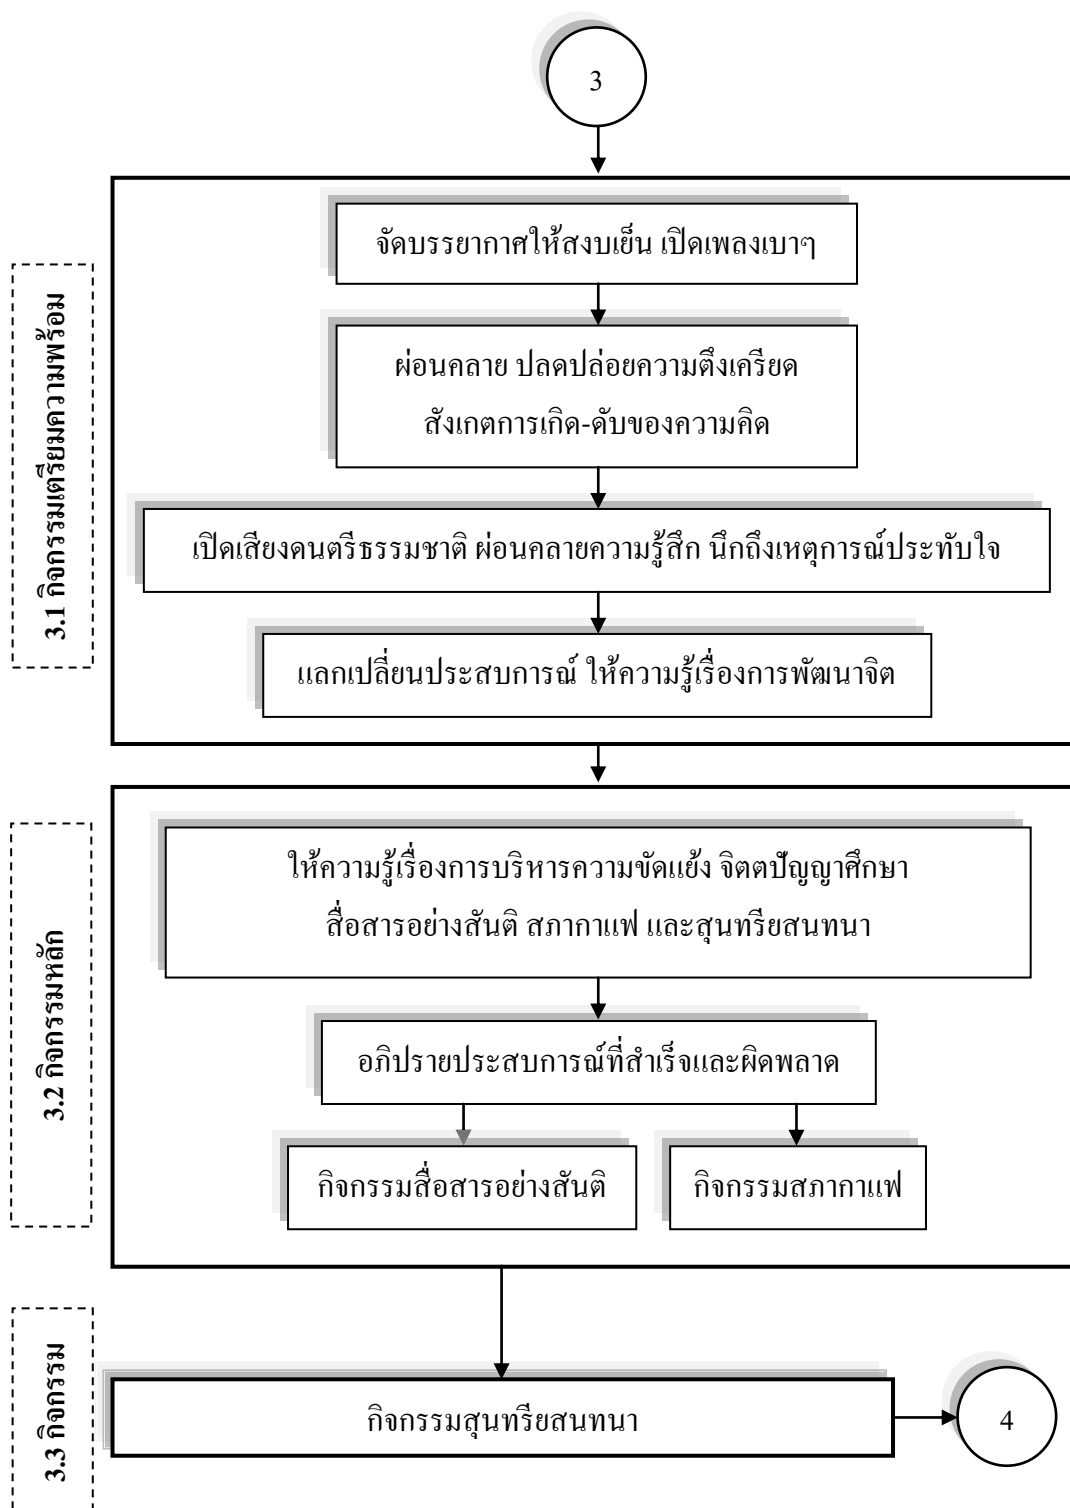 3
3.1 กิจกรรมเตรียมความพร้อม
จัดบรรยากาศให้สงบเย็น เปิดเพลงเบาๆ
ผ่อนคลาย ปลดปล่อยความตึงเครียด
สังเกตการเกิด-ดับของความคิด
เปิดเสียงดนตรีธรรมชาติ ผ่อนคลายความรู้สึก นึกถึงเหตุการณ์ประทับใจ
แลกเปลี่ยนประสบการณ์ ให้ความรู้เรื่องการพัฒนาจิต
3.2 กิจกรรมหลัก
ให้ความรู้เรื่องการบริหารความขัดแย้ง จิตตปัญญาศึกษา
สื่อสารอย่างสันติ สภากาแฟ และสุนทรียสนทนา
อภิปรายประสบการณ์ที่สำเร็จและผิดพลาด
กิจกรรมสื่อสารอย่างสันติ
กิจกรรมสภากาแฟ
3.3 กิจกรรม
กิจกรรมสุนทรียสนทนา
4